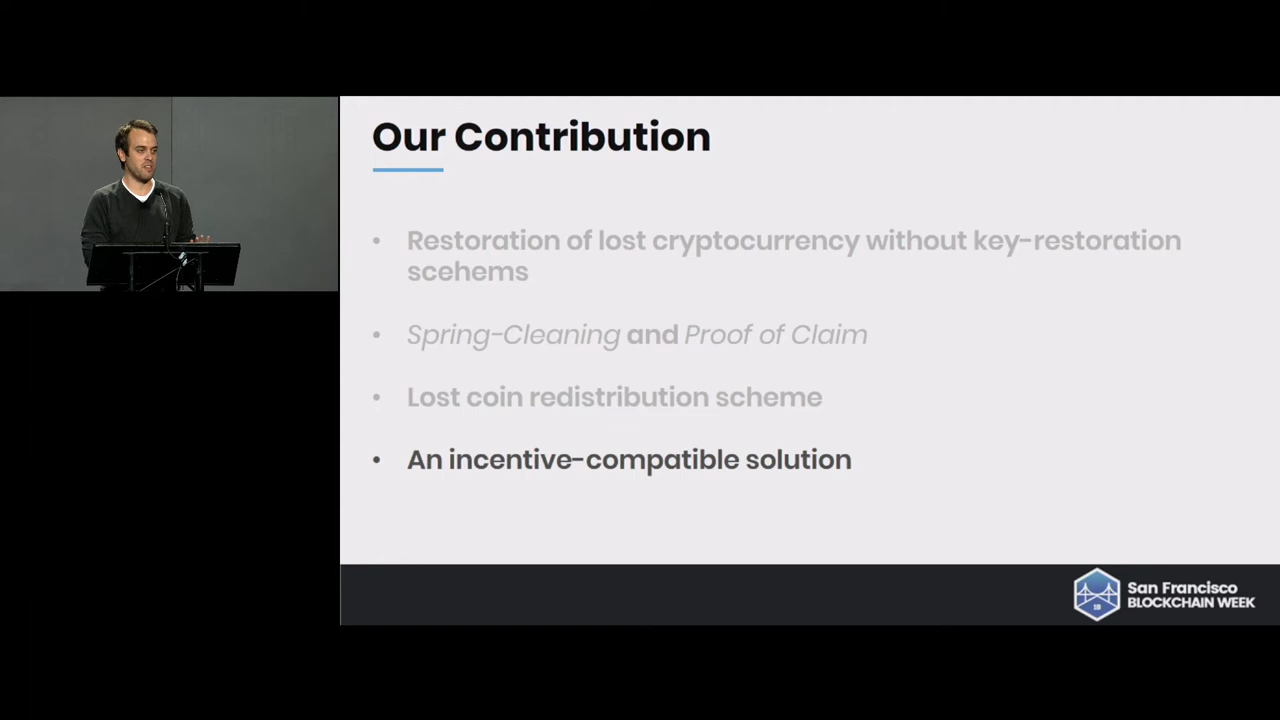 Our Contribution
• Restoration of lost cryptocurrency without key-restoration
scehems
• Spring-Cleaning and Proof of Claim
• Lost coin redistribution scheme
• An incentive-compatible solution
18
San Francisco
BLOCKCHAIN WEEK